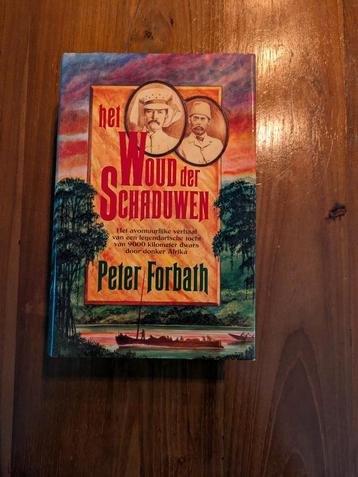 het
Woud der
Schaduwen
Het avontuurlijke verhaal
van een legendarische tocht
van 9000 kilometer dwars
door donker Afrika
Peter Forbath